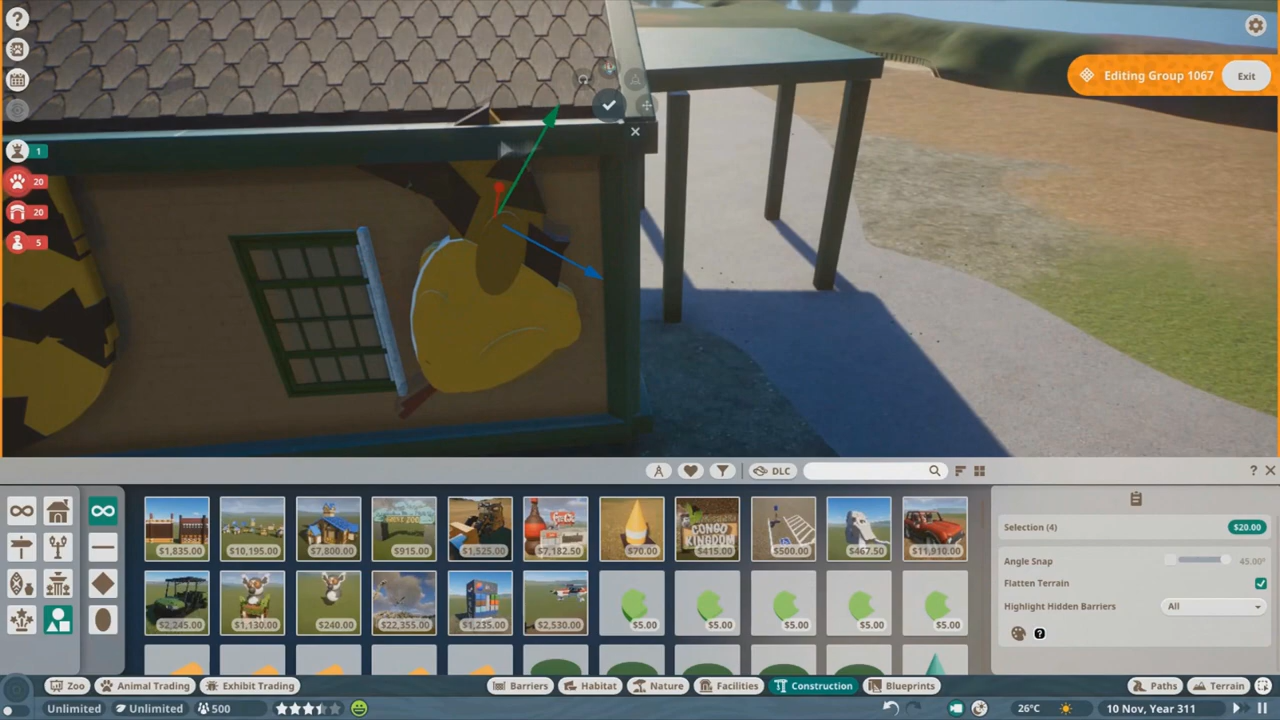 ?
Editing Group 1067
Exit
1
20
20
5
DLC
?
$1,835.00
$10,195.00
$7,800.00
$915.00
$1,525.00
$7,182.50
$70.00
CONGO
KINGDOM
$415.00
$500.00
$467.50
$11,910.00
$2,245.00
$1,130.00
$240.00
$22,355.00
$1,235.00
$2,530.00
$5.00
$5.00
$5.00
$5.00
$5.00
Selection (4)
$20.00
Angle Snap
45.00°
Flatten Terrain
Highlight Hidden Barriers
All
?
Zoo
Animal Trading
Exhibit Trading
Barriers
Habitat
Nature
Facilities
Construction
Blueprints
Paths
Terrain
Unlimited
Unlimited
500
26°C
10 Nov, Year 311